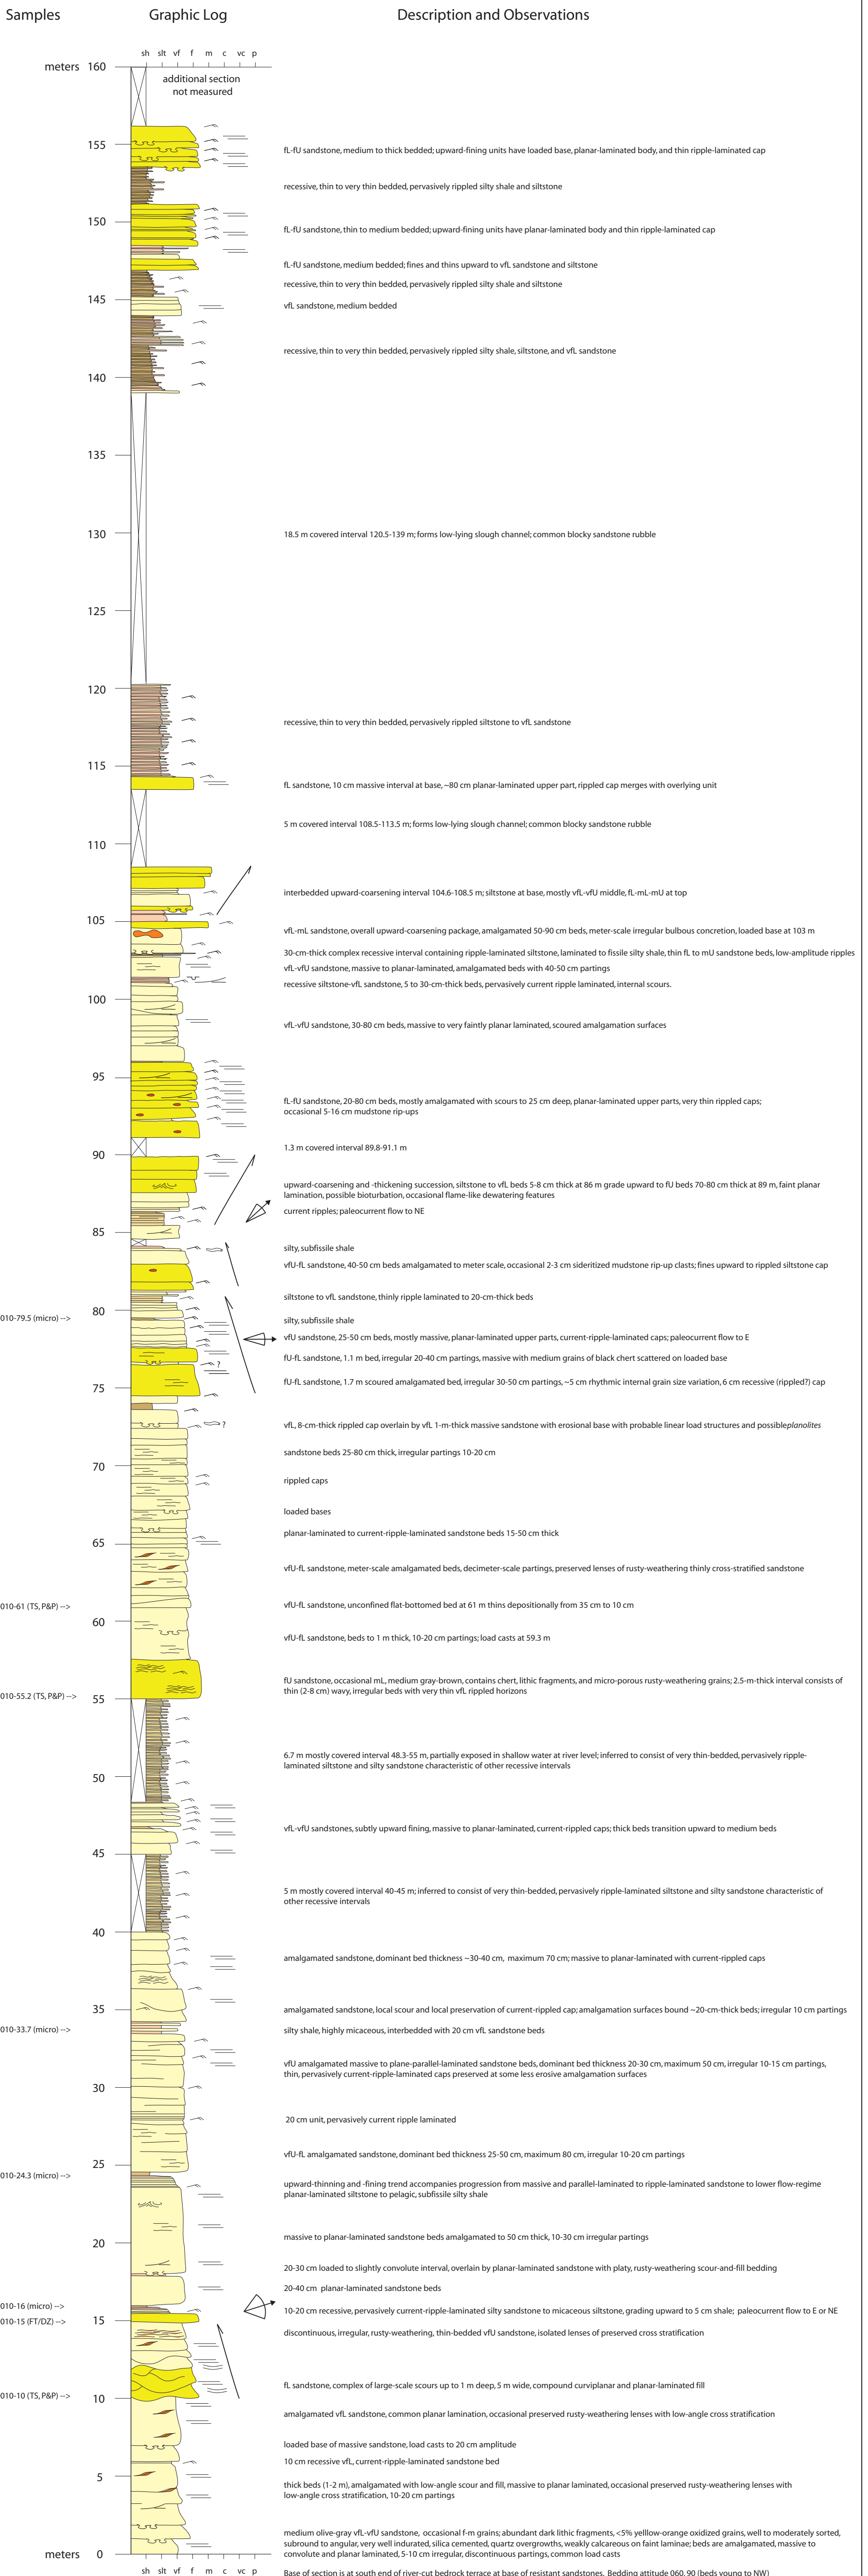 Samples
Graphic Log
Description and Observations
sh slt vf f m c vc p
meters 160
additional section
not measured
155
fL-fU sandstone, medium to thick bedded; upward-fining units have loaded base, planar-laminated body, and thin ripple-laminated cap
recessive, thin to very thin bedded, pervasively rippled silty shale and siltstone
150
fL-fU sandstone, thin to medium bedded; upward-fining units have planar-laminated body and thin ripple-laminated cap
fL-fU sandstone, medium bedded; fines and thins upward to vfL sandstone and siltstone
recessive, thin to very thin bedded, pervasively rippled silty shale and siltstone
145
vfL sandstone, medium bedded
recessive, thin to very thin bedded, pervasively rippled silty shale, siltstone, and vfL sandstone
140
135
130
18.5 m covered interval 120.5-139 m; forms low-lying slough channel; common blocky sandstone rubble
125
120
recessive, thin to very thin bedded, pervasively rippled siltstone to vfL sandstone
115
fL sandstone, 10 cm massive interval at base, ~80 cm planar-laminated upper part, rippled cap merges with overlying unit
5 m covered interval 108.5-113.5 m; forms low-lying slough channel; common blocky sandstone rubble
110
interbedded upward-coarsening interval 104.6-108.5 m; siltstone at base, mostly vfL-vfU middle, fL-mL-mU at top
105
vfL-mL sandstone, overall upward-coarsening package, amalgamated 50-90 cm beds, meter-scale irregular bulbous concretion, loaded base at 103 m
30-cm-thick complex recessive interval containing ripple-laminated siltstone, laminated to fissile silty shale, thin fL to mU sandstone beds, low-amplitude ripples
vfL-vfU sandstone, massive to planar-laminated, amalgamated beds with 40-50 cm partings
recessive siltstone-vfL sandstone, 5 to 30-cm-thick beds, pervasively current ripple laminated, internal scours.
100
vfL-vfU sandstone, 30-80 cm beds, massive to very faintly planar laminated, scoured amalgamation surfaces
95
fL-fU sandstone, 20-80 cm beds, mostly amalgamated with scours to 25 cm deep, planar-laminated upper parts, very thin rippled caps;
occasional 5-16 cm mudstone rip-ups
1.3 m covered interval 89.8-91.1 m
90
upward-coarsening and -thickening succession, siltstone to vfL beds 5-8 cm thick at 86 m grade upward to fU beds 70-80 cm thick at 89 m, faint planar
lamination, possible bioturbation, occasional flame-like dewatering features
current ripples; paleocurrent flow to NE
85
silty, subfissile shale
vfU-fL sandstone, 40-50 cm beds amalgamated to meter scale, occasional 2-3 cm sideritized mudstone rip-up clasts; fines upward to rippled siltstone cap
siltstone to vfL sandstone, thinly ripple laminated to 20-cm-thick beds
80
010-79.5 (micro) -->
silty, subfissile shale
vfU sandstone, 25-50 cm beds, mostly massive, planar-laminated upper parts, current-ripple-laminated caps; paleocurrent flow to E
fU-fL sandstone, 1.1 m bed, irregular 20-40 cm partings, massive with medium grains of black chert scattered on loaded base
?
fU-fL sandstone, 1.7 m scoured amalgamated bed, irregular 30-50 cm partings, ~5 cm rhythmic internal grain size variation, 6 cm recessive (rippled?) cap
75
?
vfL, 8-cm-thick rippled cap overlain by vfL 1-m-thick massive sandstone with erosional base with probable linear load structures and possible planolites
sandstone beds 25-80 cm thick, irregular partings 10-20 cm
70
rippled caps
loaded bases
planar-laminated to current-ripple-laminated sandstone beds 15-50 cm thick
65
vfU-fL sandstone, meter-scale amalgamated beds, decimeter-scale partings, preserved lenses of rusty-weathering thinly cross-stratified sandstone
010-61 (TS, P&P) -->
vfU-fL sandstone, unconfined flat-bottomed bed at 61 m thins depositionally from 35 cm to 10 cm
60
vfU-fL sandstone, beds to 1 m thick, 10-20 cm partings; load casts at 59.3 m
fU sandstone, occasional mL, medium gray-brown, contains chert, lithic fragments, and micro-porous rusty-weathering grains; 2.5-m-thick interval consists of
thin (2-8 cm) wavy, irregular beds with very thin vfL rippled horizons
010-55.2 (TS, P&P) -->
55
6.7 m mostly covered interval 48.3-55 m, partially exposed in shallow water at river level; inferred to consist of very thin-bedded, pervasively ripple-
laminated siltstone and silty sandstone characteristic of other recessive intervals
50
vfL-vfU sandstones, subtly upward fining, massive to planar-laminated, current-rippled caps; thick beds transition upward to medium beds
45
5 m mostly covered interval 40-45 m; inferred to consist of very thin-bedded, pervasively ripple-laminated siltstone and silty sandstone characteristic of
other recessive intervals
40
amalgamated sandstone, dominant bed thickness ~30-40 cm, maximum 70 cm; massive to planar-laminated with current-rippled caps
35
amalgamated sandstone, local scour and local preservation of current-rippled cap; amalgamation surfaces bound ~20-cm-thick beds; irregular 10 cm partings
010-33.7 (micro) -->
silty shale, highly micaceous, interbedded with 20 cm vfL sandstone beds
vfU amalgamated massive to plane-parallel-laminated sandstone beds, dominant bed thickness 20-30 cm, maximum 50 cm, irregular 10-15 cm partings,
thin, pervasively current-ripple-laminated caps preserved at some less erosive amalgamation surfaces
30
20 cm unit, pervasively current ripple laminated
vfU-fL amalgamated sandstone, dominant bed thickness 25-50 cm, maximum 80 cm, irregular 10-20 cm partings
25
010-24.3 (micro) -->
upward-thinning and -fining trend accompanies progression from massive and parallel-laminated to ripple-laminated sandstone to lower flow-regime
planar-laminated siltstone to pelagic, subfissile silty shale
massive to planar-laminated sandstone beds amalgamated to 50 cm thick, 10-30 cm irregular partings
20
20-30 cm loaded to slightly convolute interval, overlain by planar-laminated sandstone with platy, rusty-weathering scour-and-fill bedding
20-40 cm planar-laminated sandstone beds
010-16 (micro) -->
10-20 cm recessive, pervasively current-ripple-laminated silty sandstone to micaceous siltstone, grading upward to 5 cm shale; paleocurrent flow to E or NE
15
010-15 (FT/DZ) -->
discontinuous, irregular, rusty-weathering, thin-bedded vfU sandstone, isolated lenses of preserved cross stratification
fL sandstone, complex of large-scale scours up to 1 m deep, 5 m wide, compound curviplanar and planar-laminated fill
010-10 (TS, P&P) -->
10
amalgamated vfL sandstone, common planar lamination, occasional preserved rusty-weathering lenses with low-angle cross stratification
loaded base of massive sandstone, load casts to 20 cm amplitude
10 cm recessive vfL, current-ripple-laminated sandstone bed
5
thick beds (1-2 m), amalgamated with low-angle scour and fill, massive to planar laminated, occasional preserved rusty-weathering lenses with
low-angle cross stratification, 10-20 cm partings
medium olive-gray vfL-vfU sandstone, occasional f-m grains; abundant dark lithic fragments, <5% yelllow-orange oxidized grains, well to moderately sorted,
subround to angular, very well indurated, silica cemented, quartz overgrowths, weakly calcareous on faint laminae; beds are amalgamated, massive to
convolute and planar laminated, 5-10 cm irregular, discontinuous partings, common load casts
meters 0
sh slt vf f m c vc p
Base of section is at south end of river-cut bedrock terrace at base of resistant sandstones. Bedding attitude 060, 90 (beds young to NW)